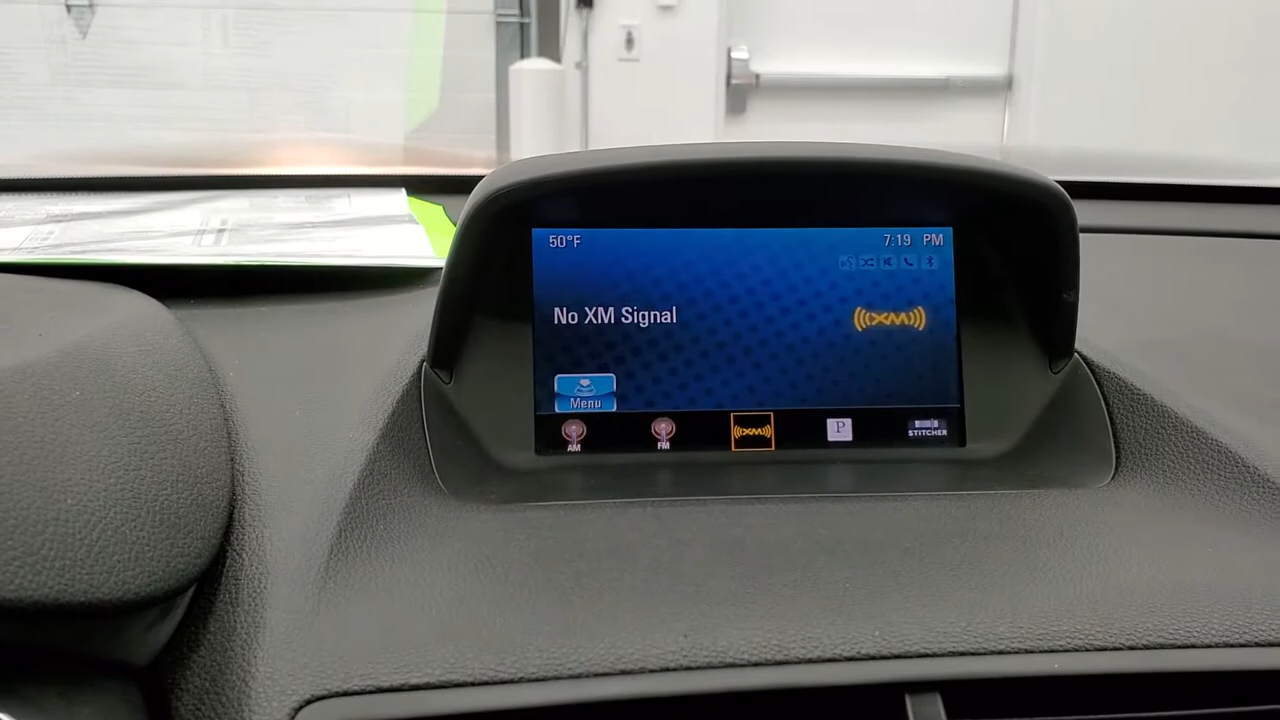 50°F
7:19 PM
No XM Signal
((XM))
Menu
AM
FM
((XM))
P
STITCHER